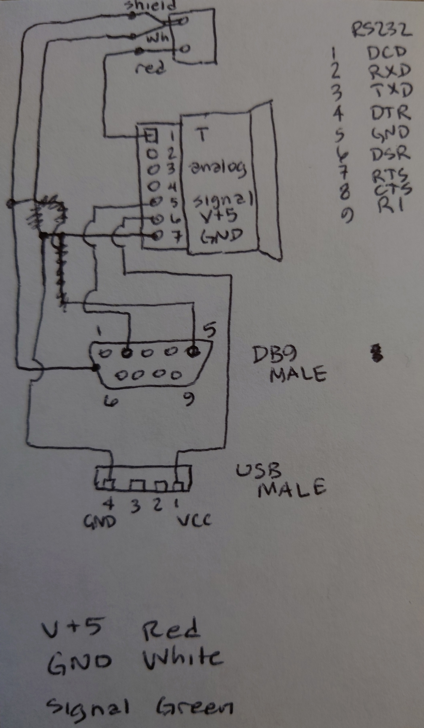 shield
wh
red
RS232
1 DCD
2 RXD
3 TXD
4 DTR
5 GND
6 DSR
7 RTS
8 CTS
9 RI
1 T
2
3 analog
4
5 signal
6 V+5
7 GND
1 5
6 9
DB9
MALE
USB
MALE
4 3 2 1
GND VCC
V+5 Red
GND White
Signal Green